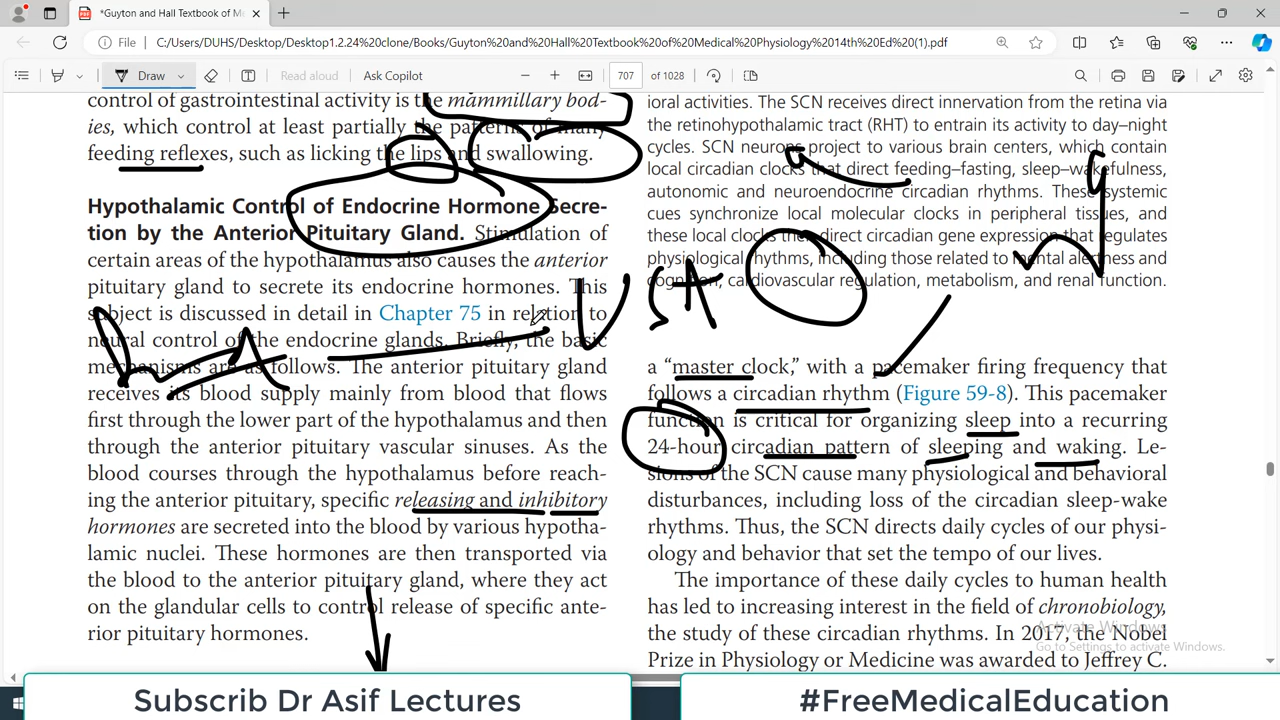 *Guyton and Hall Textbook of Me
File
C:/Users/DUHS/Desktop/Desktop1.2.24%20clone/Books/Guyton%20and%20Hall%20Textbook%20of%20Medical%20Physiology%2014th%20Ed%20(1).pdf
Draw
Read aloud
Ask Copilot
707 of 1028
control of gastrointestinal activity is the mammillary bod-
ies, which control at least partially the patterns of many
feeding reflexes, such as licking the lips and swallowing.
Hypothalamic Control of Endocrine Hormone Secre-
tion by the Anterior Pituitary Gland. Stimulation of
certain areas of the hypothalamus also causes the anterior
pituitary gland to secrete its endocrine hormones. This
subject is discussed in detail in Chapter 75 in relation to
neural control of the endocrine glands. Briefly, the basic
mechanisms are as follows. The anterior pituitary gland
receives its blood supply mainly from blood that flows
first through the lower part of the hypothalamus and then
through the anterior pituitary vascular sinuses. As the
blood courses through the hypothalamus before reach-
ing the anterior pituitary, specific releasing and inhibitory
hormones are secreted into the blood by various hypotha-
lamic nuclei. These hormones are then transported via
the blood to the anterior pituitary gland, where they act
on the glandular cells to control release of specific ante-
rior pituitary hormones.
ioral activities. The SCN receives direct innervation from the retina via
the retinohypothalamic tract (RHT) to entrain its activity to day–night
cycles. SCN neurons project to various brain centers, which contain
local circadian clocks that direct feeding–fasting, sleep–wakefulness,
autonomic and neuroendocrine circadian rhythms. These systemic
cues synchronize local molecular clocks in peripheral tissues, and
these local clocks then direct circadian gene expression that regulates
physiological rhythms, including those related to mental alertness and
cognition, cardiovascular regulation, metabolism, and renal function.
a “master clock,” with a pacemaker firing frequency that
follows a circadian rhythm (Figure 59-8). This pacemaker
function is critical for organizing sleep into a recurring
24-hour circadian pattern of sleeping and waking. Le-
sions of the SCN cause many physiological and behavioral
disturbances, including loss of the circadian sleep-wake
rhythms. Thus, the SCN directs daily cycles of our physi-
ology and behavior that set the tempo of our lives.
The importance of these daily cycles to human health
has led to increasing interest in the field of chronobiology,
the study of these circadian rhythms. In 2017, the Nobel
Prize in Physiology or Medicine was awarded to Jeffrey C.
Activate Windows
Go to Settings to activate Windows.
Subscrib Dr Asif Lectures
#FreeMedicalEducation